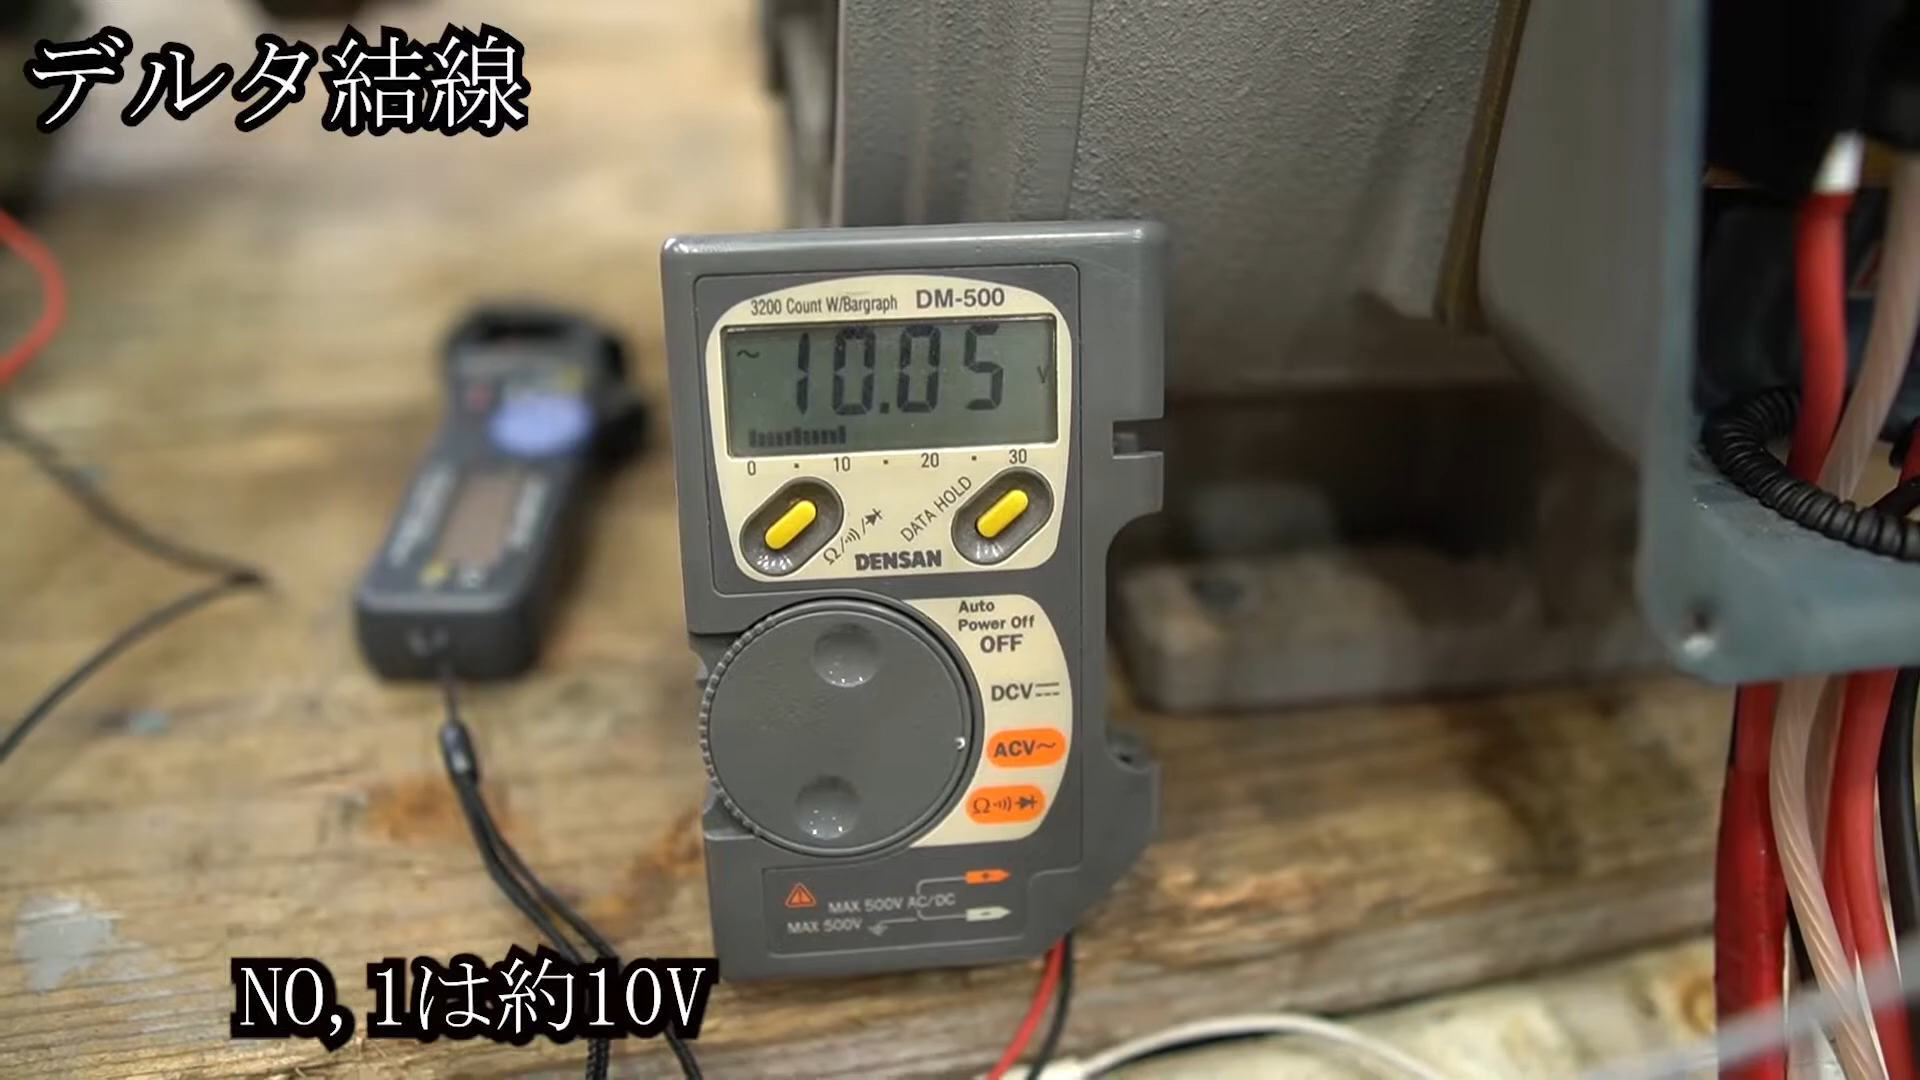 デルタ結線
3200 Count W/Bargraph DM-500
~ 10.05 V
0 · 10 · 20 · 30
Ω/·)))/
DATA HOLD
DENSAN
Auto
Power Off
OFF
DCV
ACV~
Ω·)))
MAX 500V AC/DC
MAX 500V
+
−
NO,1は約10V